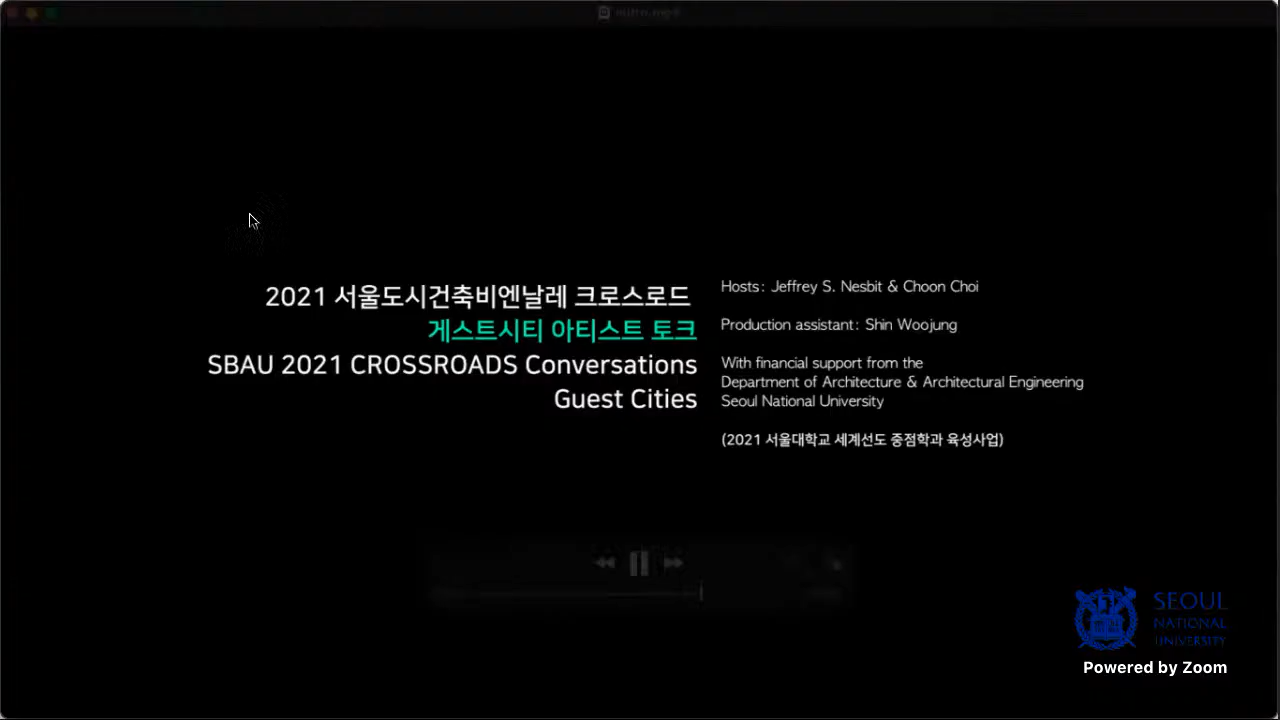 2021 서울도시건축비엔날레 크로스로드
게스트시티 아티스트 토크
SBAU 2021 CROSSROADS Conversations
Guest Cities
Hosts: Jeffrey S. Nesbit & Choon Choi
Production assistant: Shin Woojung
With financial support from the
Department of Architecture & Architectural Engineering
Seoul National University
(2021 서울대학교 세계선도 중점학과 육성사업)
SEOUL
NATIONAL
UNIVERSITY
Powered by Zoom